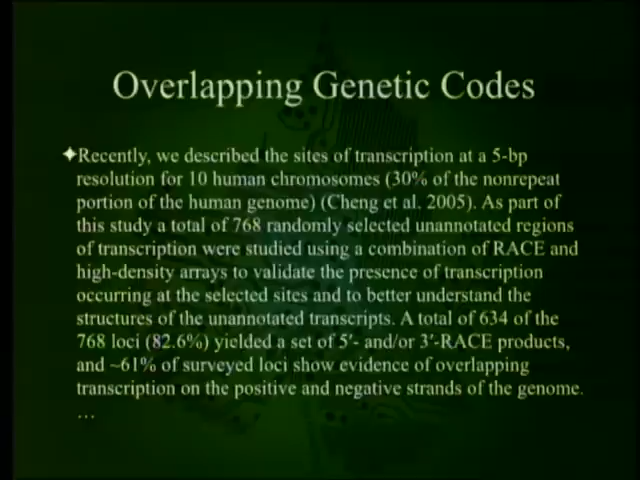 Overlapping Genetic Codes
✦Recently, we described the sites of transcription at a 5-bp
resolution for 10 human chromosomes (30% of the nonrepeat
portion of the human genome) (Cheng et al. 2005). As part of
this study a total of 768 randomly selected unannotated regions
of transcription were studied using a combination of RACE and
high-density arrays to validate the presence of transcription
occurring at the selected sites and to better understand the
structures of the unannotated transcripts. A total of 634 of the
768 loci (82.6%) yielded a set of 5′- and/or 3′-RACE products,
and ~61% of surveyed loci show evidence of overlapping
transcription on the positive and negative strands of the genome.
…